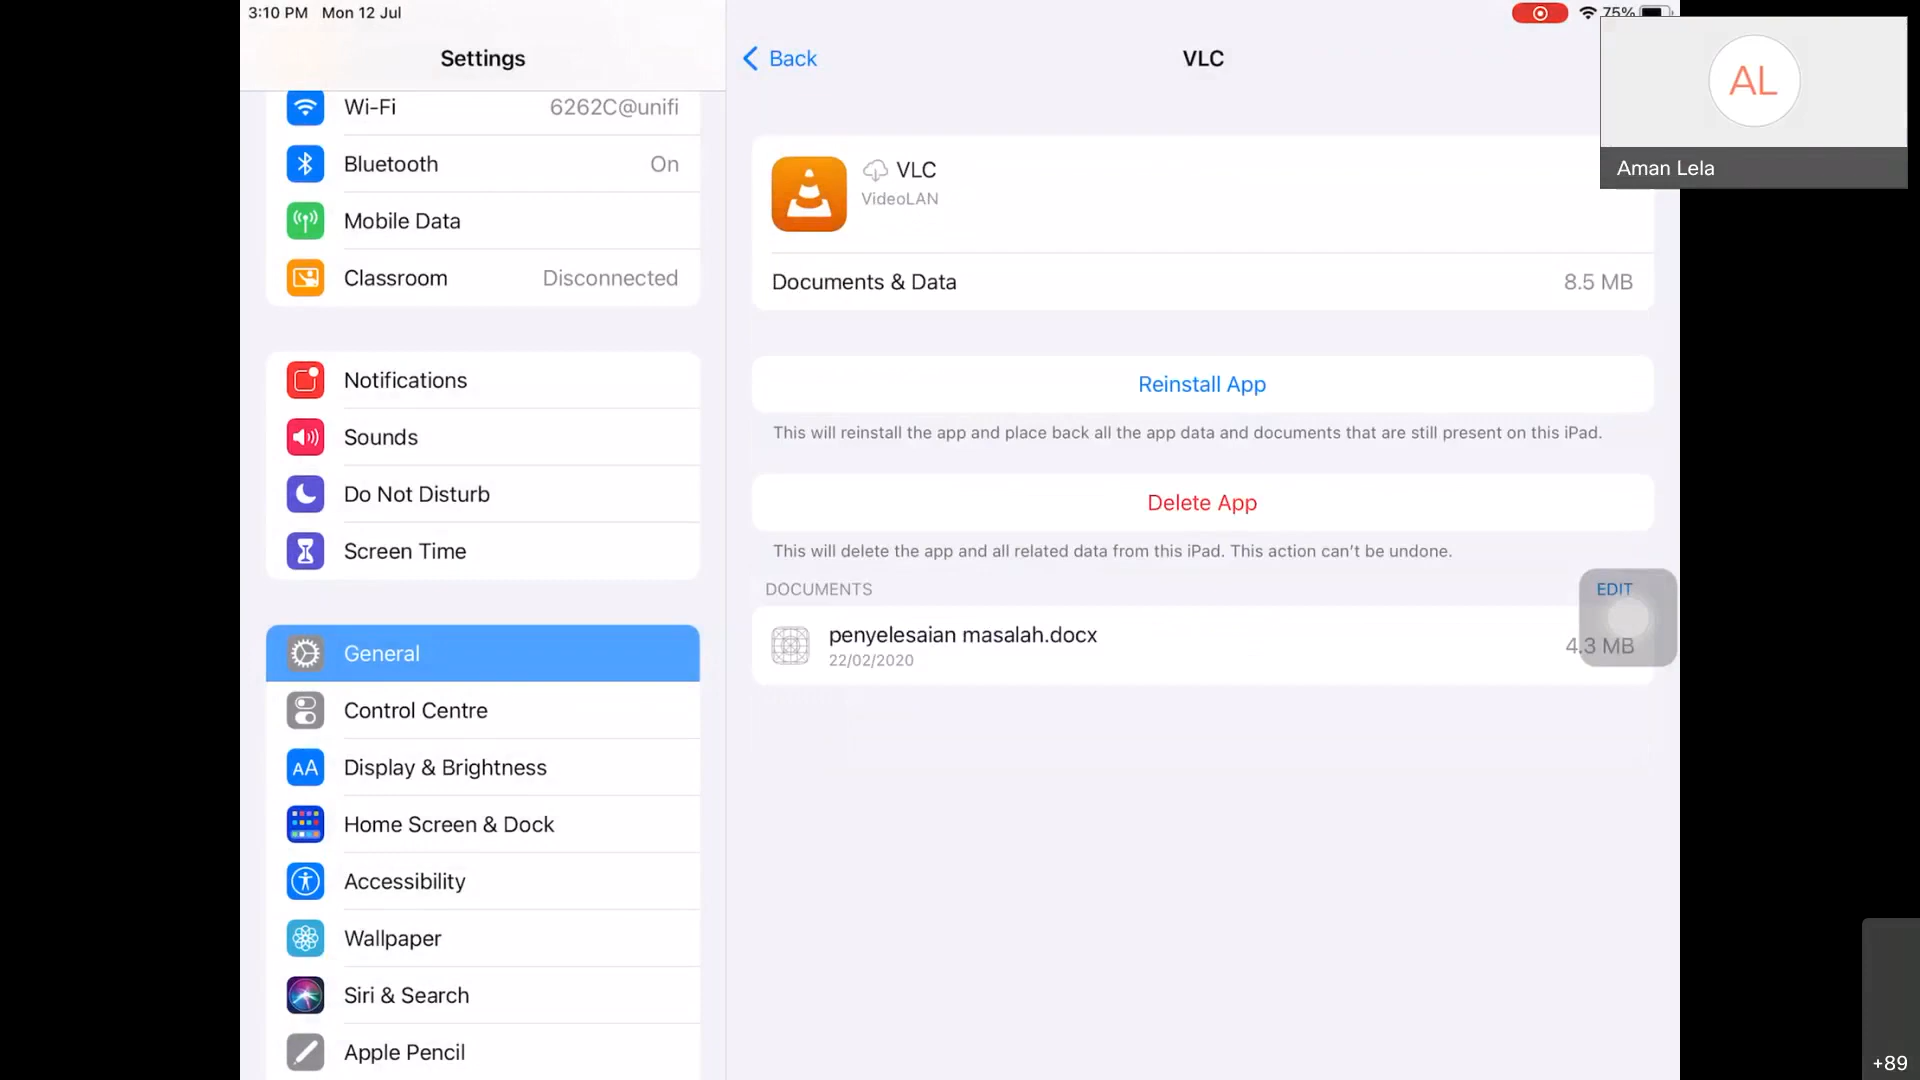 3:10 PM Mon 12 Jul
75%
Settings
Back
VLC
AL
Aman Lela
Wi-Fi 6262C@unifi
Bluetooth On
Mobile Data
Classroom Disconnected
Notifications
Sounds
Do Not Disturb
Screen Time
General
Control Centre
AA Display & Brightness
Home Screen & Dock
Accessibility
Wallpaper
Siri & Search
Apple Pencil
VLC
VideoLAN
Documents & Data 8.5 MB
Reinstall App
This will reinstall the app and place back all the app data and documents that are still present on this iPad.
Delete App
This will delete the app and all related data from this iPad. This action can't be undone.
DOCUMENTS EDIT
penyelesaian masalah.docx
22/02/2020
4.3 MB
+89